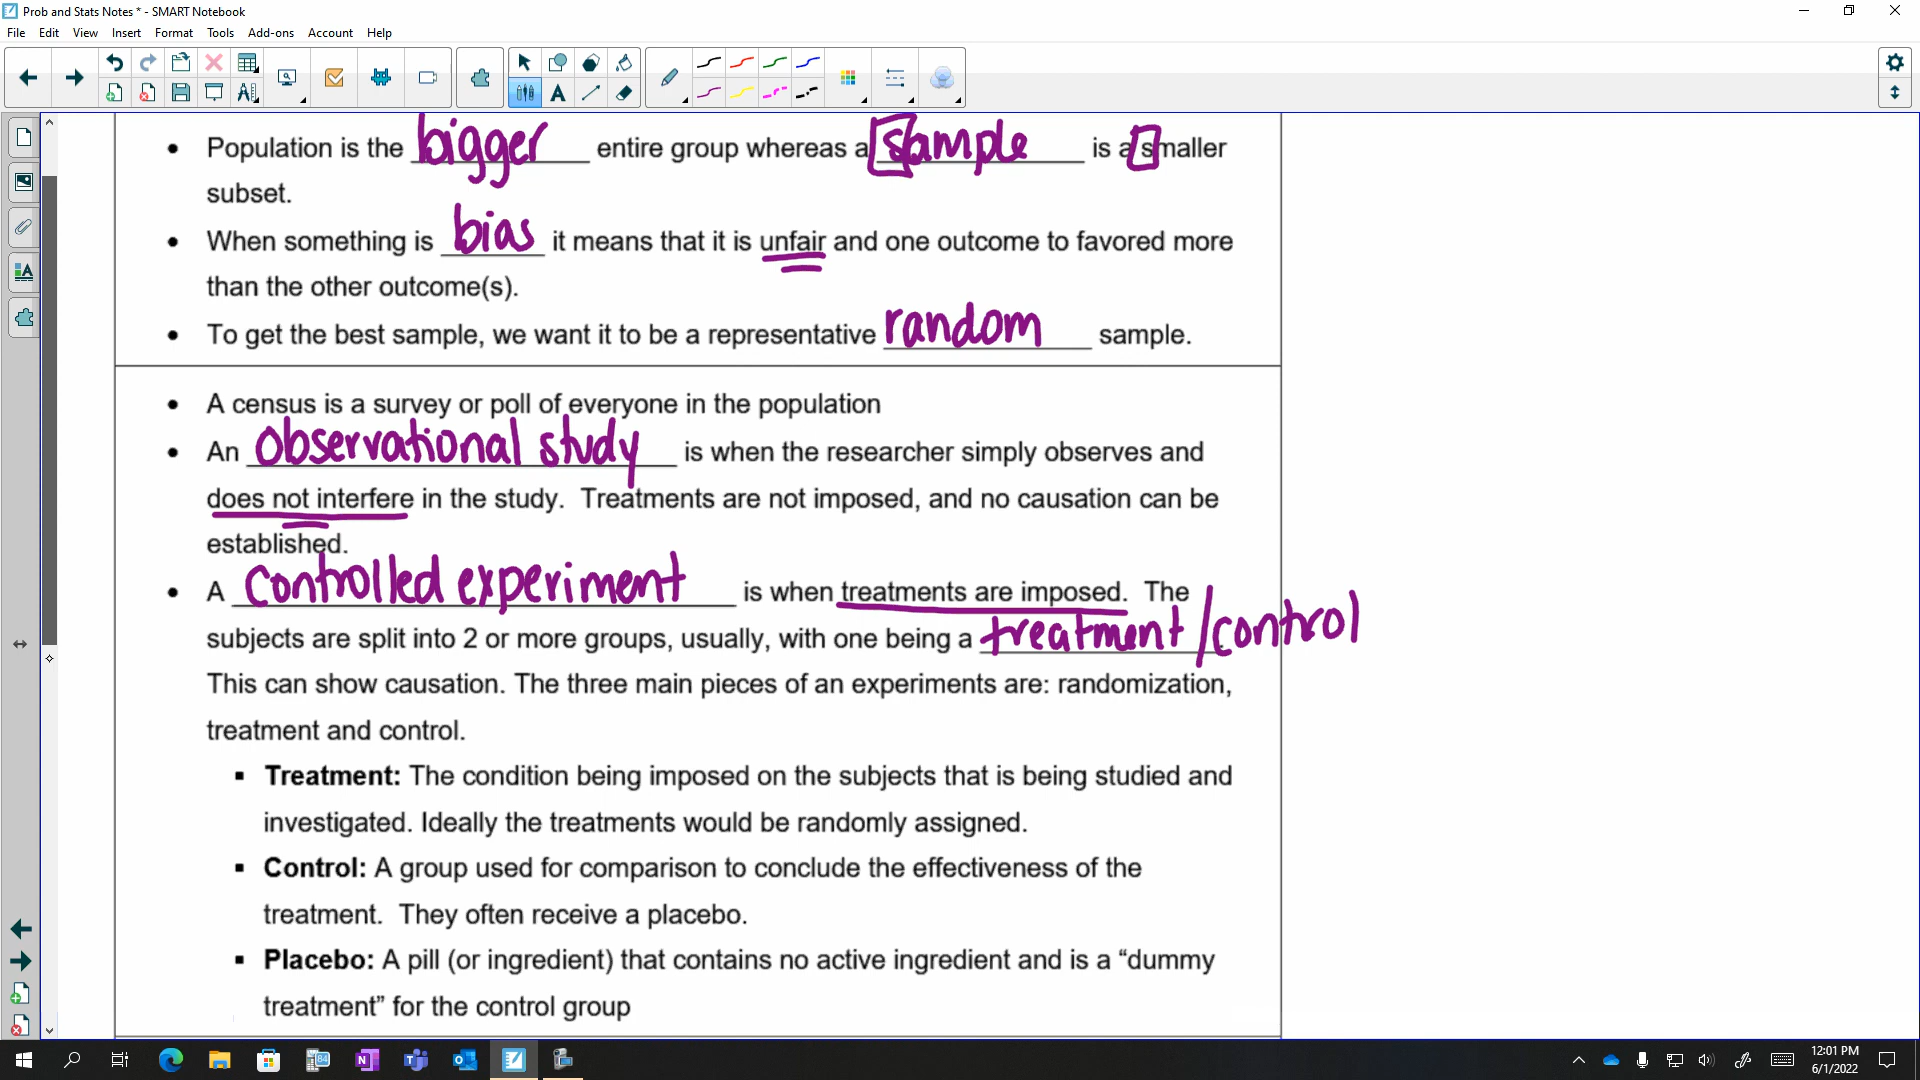 Prob and Stats Notes * - SMART Notebook
File Edit View Insert Format Tools Add-ons Account Help
• Population is the bigger entire group whereas a sample is a smaller
subset.
• When something is bias it means that it is unfair and one outcome to favored more
than the other outcome(s).
• To get the best sample, we want it to be a representative random sample.
• A census is a survey or poll of everyone in the population
• An observational study is when the researcher simply observes and
does not interfere in the study. Treatments are not imposed, and no causation can be
established.
• A controlled experiment is when treatments are imposed. The
subjects are split into 2 or more groups, usually, with one being a treatment/control
This can show causation. The three main pieces of an experiments are: randomization,
treatment and control.
▪ Treatment: The condition being imposed on the subjects that is being studied and
investigated. Ideally the treatments would be randomly assigned.
▪ Control: A group used for comparison to conclude the effectiveness of the
treatment. They often receive a placebo.
▪ Placebo: A pill (or ingredient) that contains no active ingredient and is a “dummy
treatment” for the control group
12:01 PM
6/1/2022